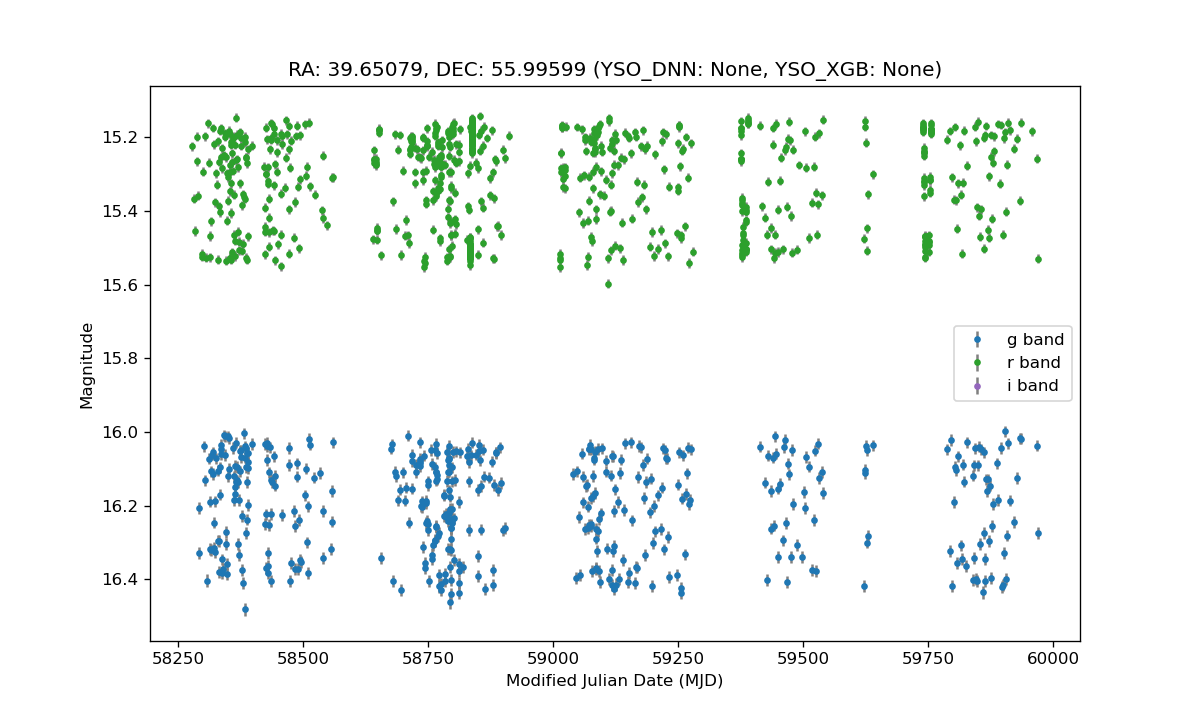 RA: 39.65079, DEC: 55.99599 (YSO_DNN: None, YSO_XGB: None)
15.2
15.4
15.6
15.8
16.0
16.2
16.4
Magnitude
g band
r band
i band
58250 58500 58750 59000 59250 59500 59750 60000
Modified Julian Date (MJD)